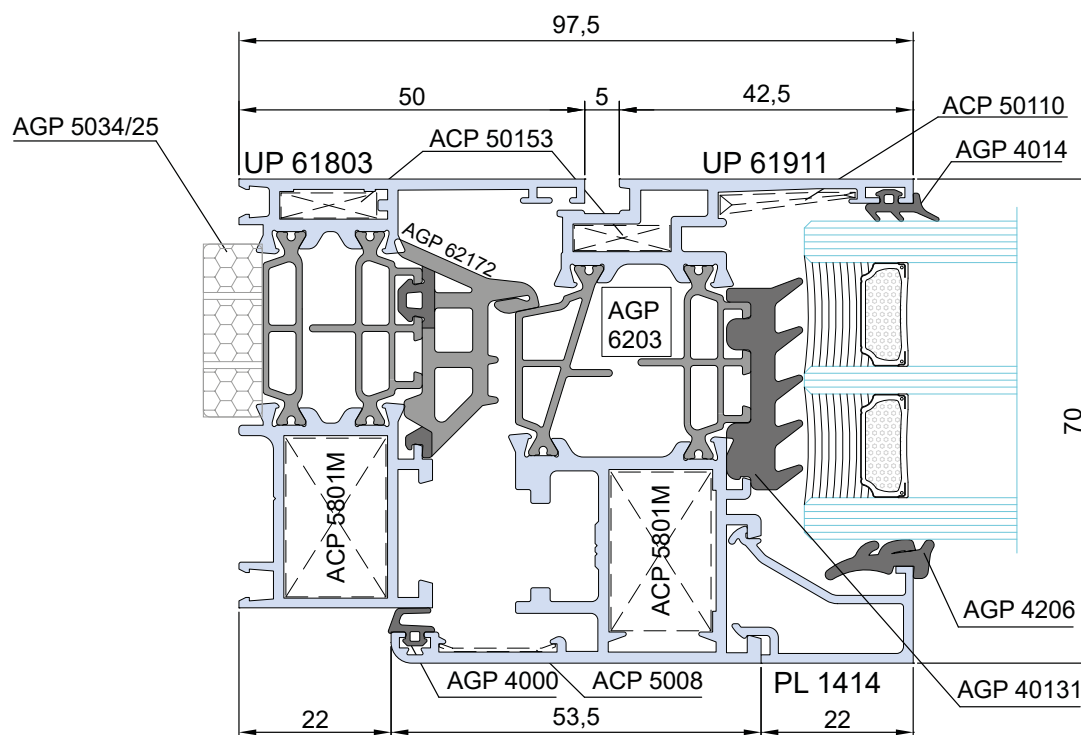 97,5
50
5
42,5
AGP 5034/25
ACP 50153
ACP 50110
UP 61803
UP 61911
AGP 4014
AGP 62172
AGP
6203
70
ACP 5801M
ACP 5801M
AGP 4206
AGP 4000
ACP 5008
PL 1414
AGP 40131
22
53,5
22